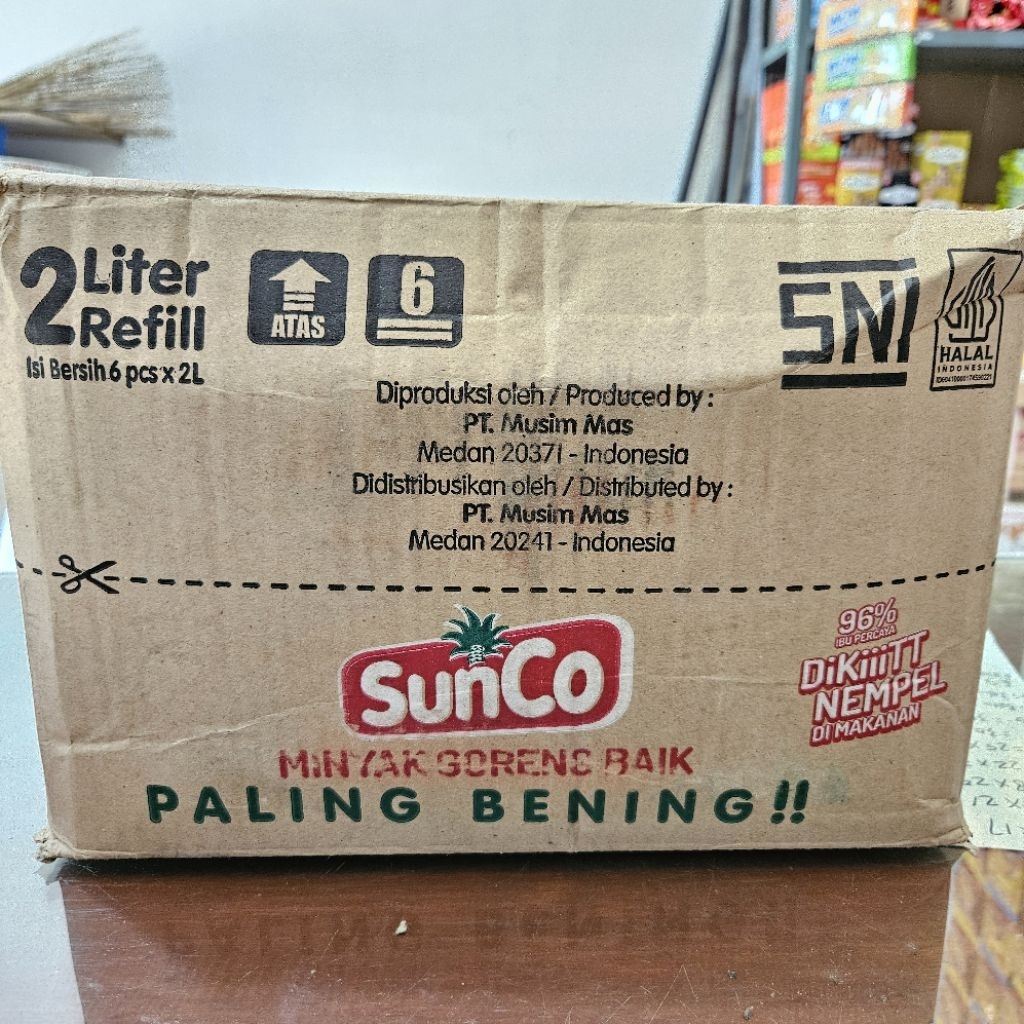 2 Liter
Refill
Isi Bersih 6 pcs x 2L
ATAS
6
SNI
HALAL
INDONESIA
Diproduksi oleh / Produced by :
PT. Musim Mas
Medan 20371 - Indonesia
Didistribusikan oleh / Distributed by :
PT. Musim Mas
Medan 20241 - Indonesia
SunCo
MINYAK GORENG BAIK
PALING BENING!!
96%
IBU PERCAYA
DiKiiiTT
NEMPEL
DI MAKANAN